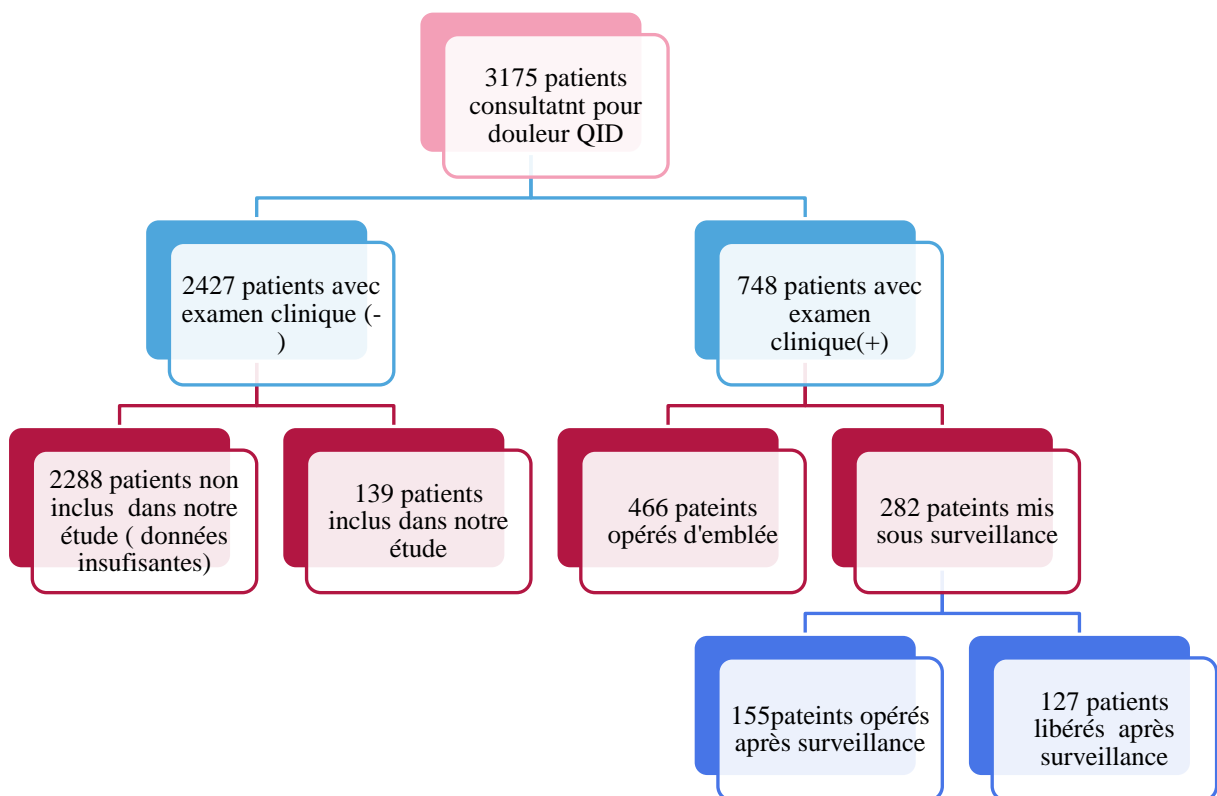 3175 patients
consultatnt pour
douleur QID
2427 patients avec
examen clinique (-
)
748 patients avec
examen
clinique(+)
2288 patients non
inclus dans notre
étude ( données
insufisantes)
139 patients
inclus dans notre
étude
466 pateints
opérés d'emblée
282 pateints mis
sous surveillance
155pateints opérés
après surveillance
127 patients
libérés après
surveillance